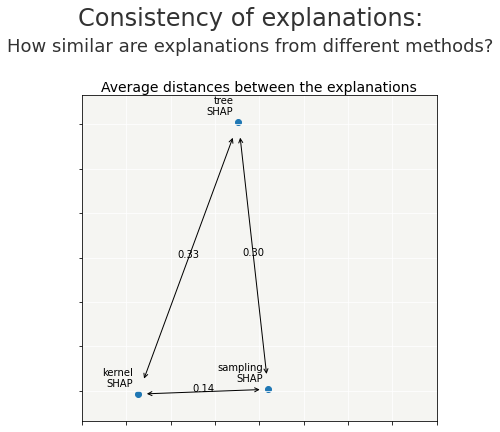 Consistency of explanations:
How similar are explanations from different methods?
Average distances between the explanations
tree
SHAP
0.33
0.30
kernel
SHAP
sampling
SHAP
0.14